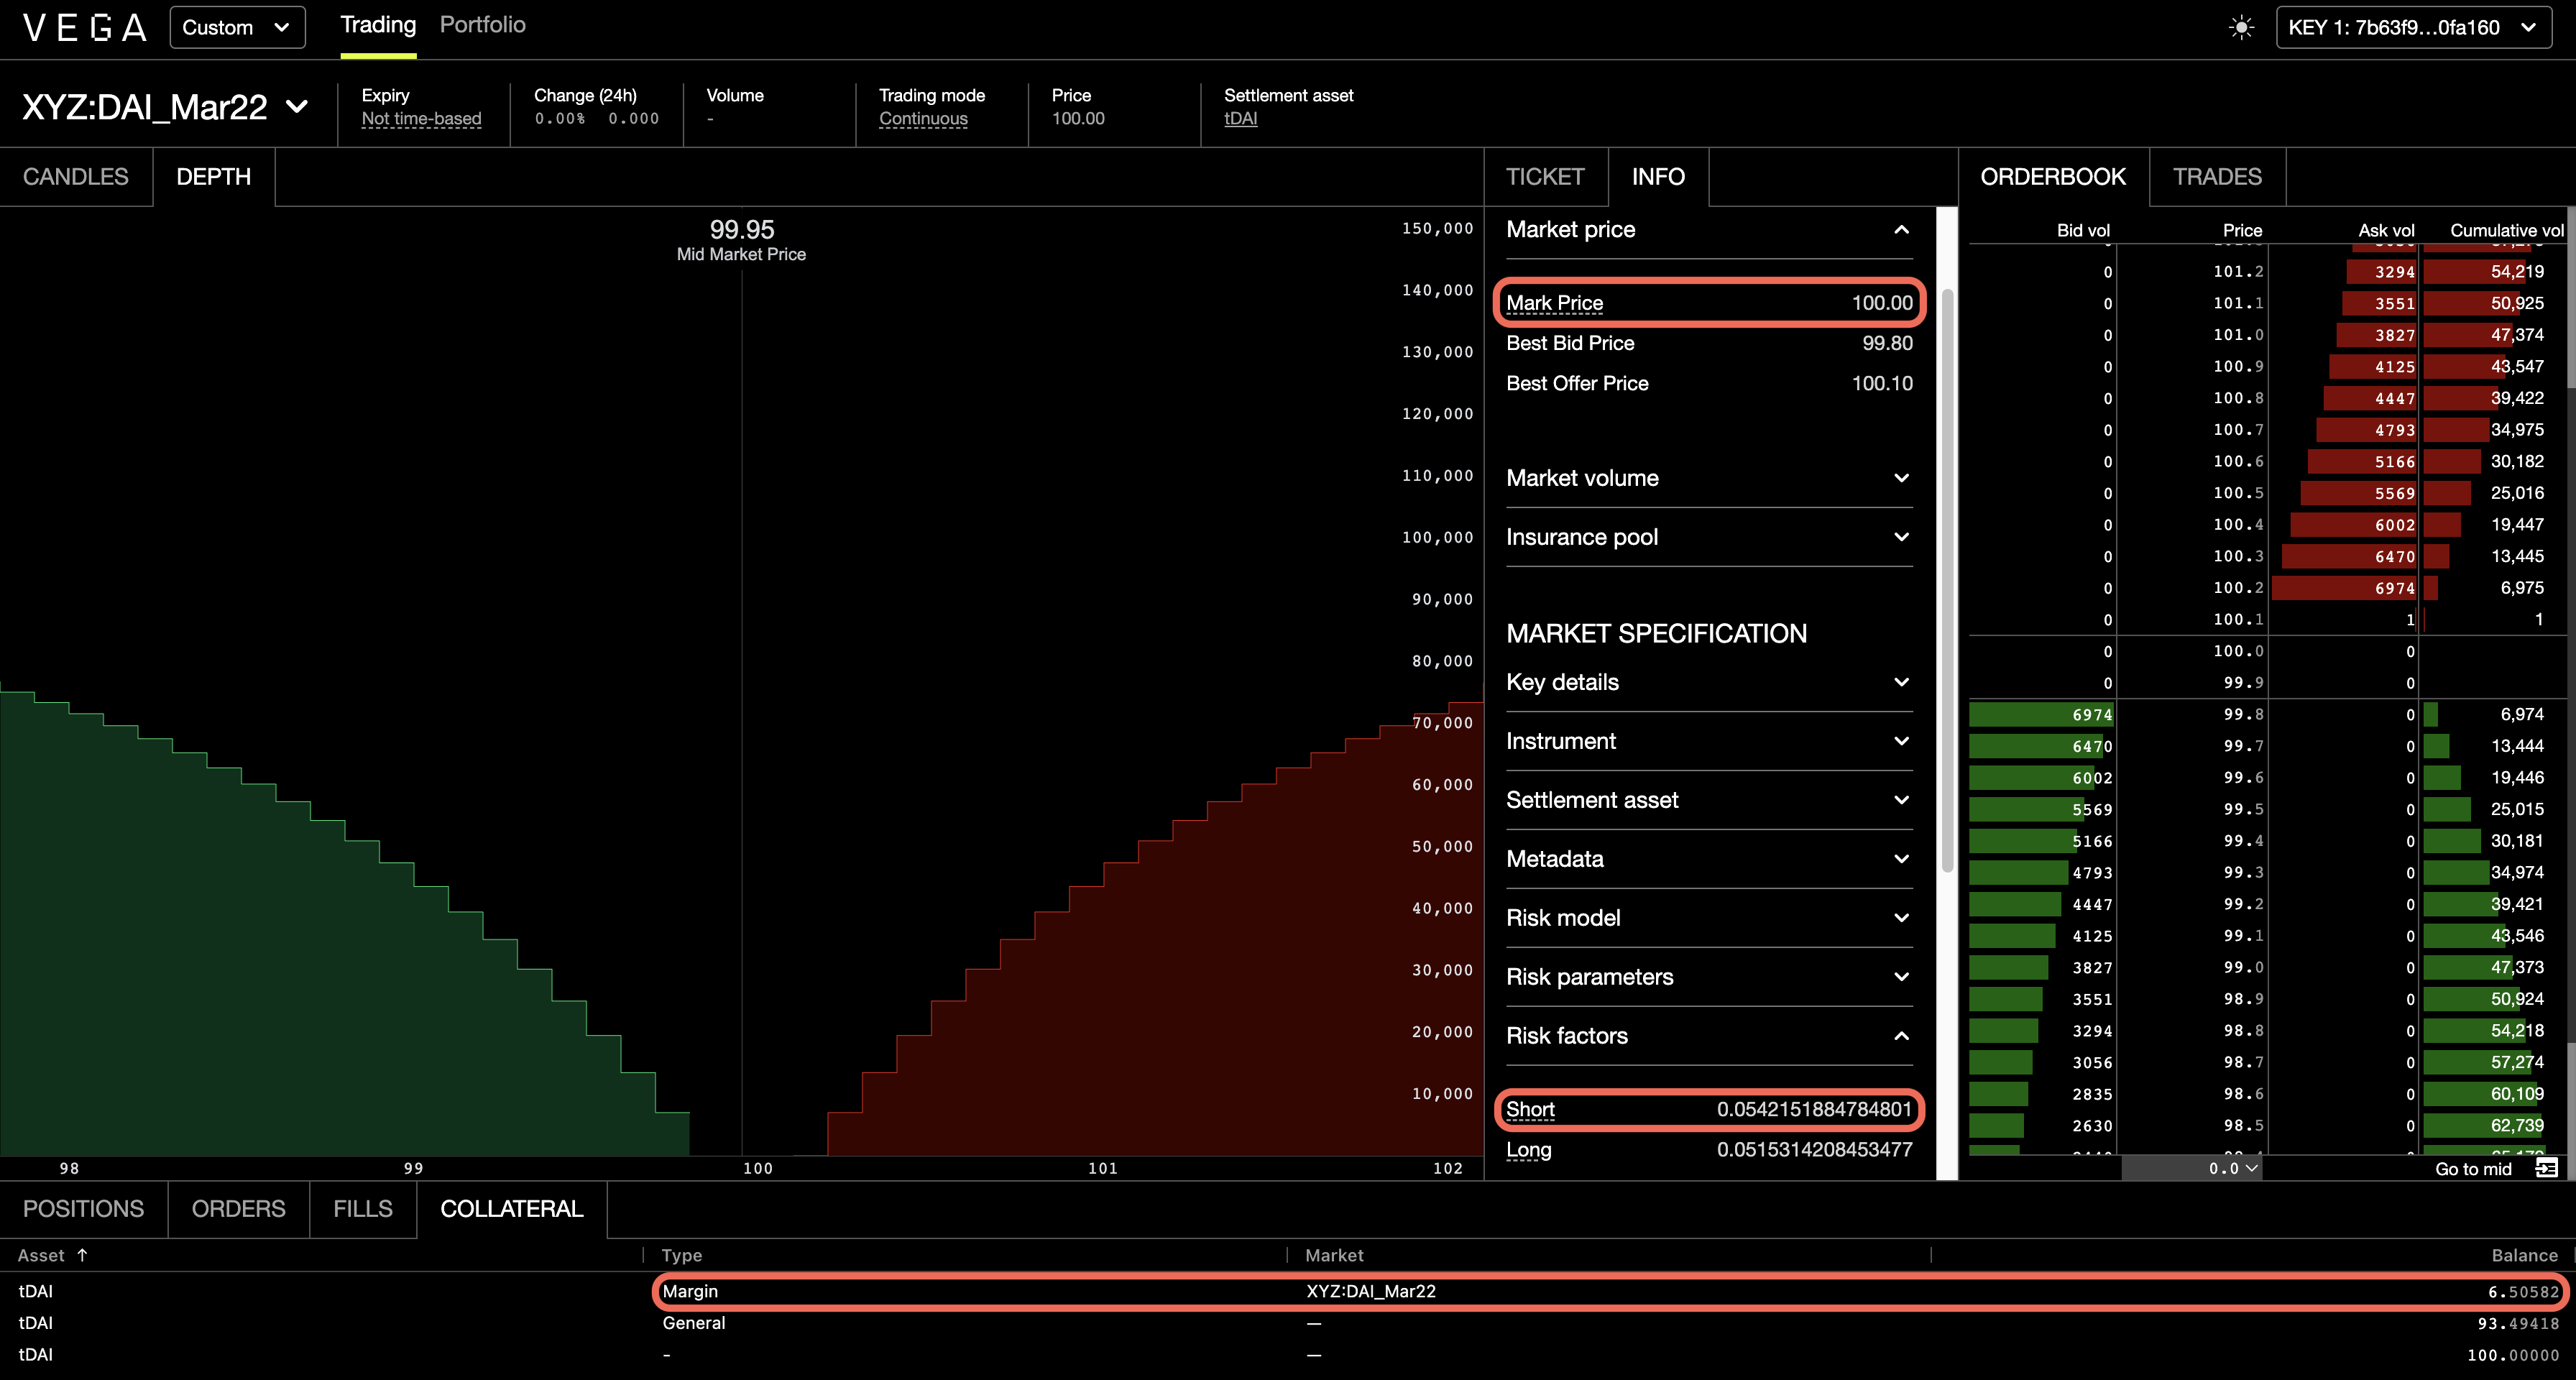 VEGA Custom Trading Portfolio KEY 1: 7b63f9...0fa160
XYZ:DAI_Mar22
Expiry Change (24h) Volume Trading mode Price Settlement asset
Not time-based 0.00% 0.000 - Continuous 100.00 tDAI
CANDLES DEPTH
99.95
Mid Market Price
150,000
140,000
130,000
120,000
110,000
100,000
90,000
80,000
70,000
60,000
50,000
40,000
30,000
20,000
10,000
98 99 100 101 102
TICKET INFO
Market price
Mark Price 100.00
Best Bid Price 99.80
Best Offer Price 100.10
Market volume
Insurance pool
MARKET SPECIFICATION
Key details
Instrument
Settlement asset
Metadata
Risk model
Risk parameters
Risk factors
Short 0.0542151884784801
Long 0.0515314208453477
ORDERBOOK TRADES
Bid vol Price Ask vol Cumulative vol
0 101.2 3294 54,219
0 101.1 3551 50,925
0 101.0 3827 47,374
0 100.9 4125 43,547
0 100.8 4447 39,422
0 100.7 4793 34,975
0 100.6 5166 30,182
0 100.5 5569 25,016
0 100.4 6002 19,447
0 100.3 6470 13,445
0 100.2 6974 6,975
0 100.1 1 1
0 100.0 0
0 99.9 0
6974 99.8 0 6,974
6470 99.7 0 13,444
6002 99.6 0 19,446
5569 99.5 0 25,015
5166 99.4 0 30,181
4793 99.3 0 34,974
4447 99.2 0 39,421
4125 99.1 0 43,546
3827 99.0 0 47,373
3551 98.9 0 50,924
3294 98.8 0 54,218
3056 98.7 0 57,274
2835 98.6 0 60,109
2630 98.5 0 62,739
0.0 Go to mid
POSITIONS ORDERS FILLS COLLATERAL
Asset ↑ Type Market Balance
tDAI Margin XYZ:DAI_Mar22 6.50582
tDAI General — 93.49418
tDAI - — 100.00000